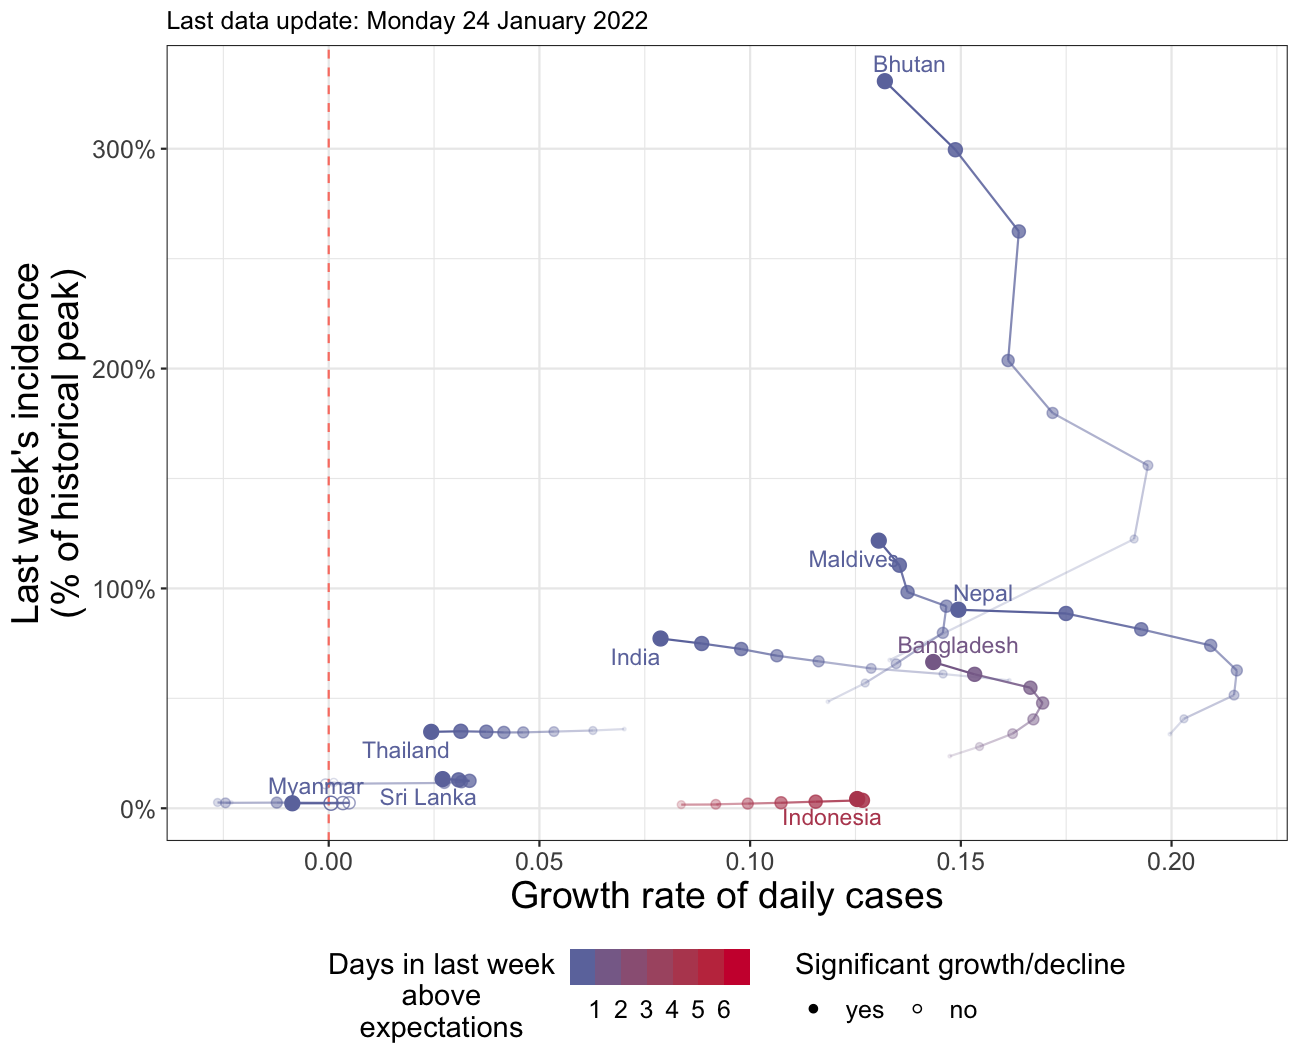 Last data update: Monday 24 January 2022
Last week's incidence
(% of historical peak)
300%
200%
100%
0%
Bhutan
Maldives
Nepal
Bangladesh
India
Thailand
Myanmar
Sri Lanka
Indonesia
0.00 0.05 0.10 0.15 0.20
Growth rate of daily cases
Days in last week
above
expectations
1 2 3 4 5 6
Significant growth/decline
yes no